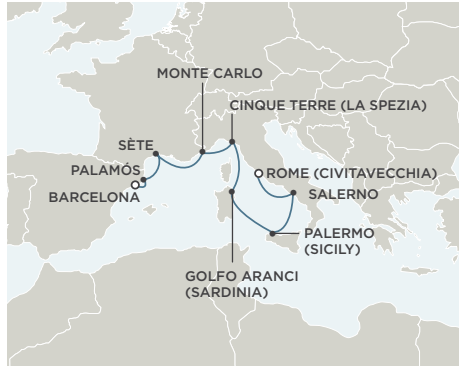 MONTE CARLO
CINQUE TERRE (LA SPEZIA)
SÈTE
PALAMÓS
ROME (CIVITAVECCHIA)
BARCELONA
SALERNO
PALERMO
(SICILY)
GOLFO ARANCI
(SARDINIA)